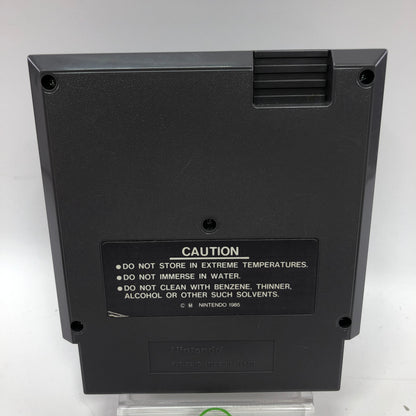 CAUTION
●DO NOT STORE IN EXTREME TEMPERATURES.
●DO NOT IMMERSE IN WATER.
●DO NOT CLEAN WITH BENZENE, THINNER,
ALCOHOL OR OTHER SUCH SOLVENTS.
© M NINTENDO 1985
Nintendo